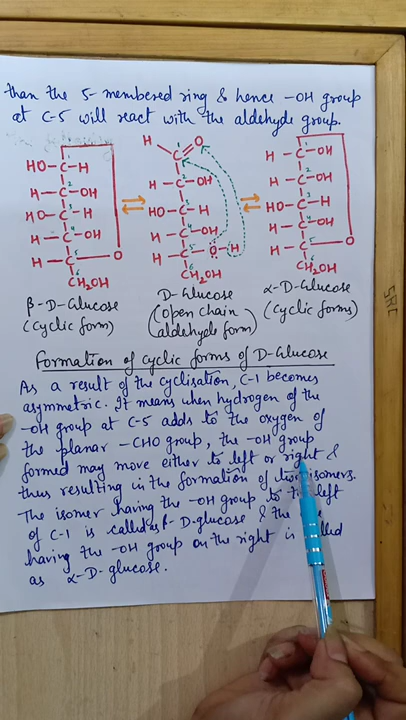 than the 5-membered ring & hence -OH group
at C-5 will react with the aldehyde group.
HO-C-H
H-C-OH
HO-C-H
H-C-OH
H-C-O
CH₂OH
β-D-Glucose
(cyclic form)
H-C=O
H-C-OH
HO-C-H
H-C-OH
H-C-O-H
CH₂OH
D-Glucose
(open chain
aldehyde form)
H-C-OH
H-C-OH
HO-C-H
H-C-OH
H-C-O
CH₂OH
α-D-Glucose
(cyclic forms)
Formation of cyclic forms of D-Glucose
As a result of the cyclisation, C-1 becomes
asymmetric. It means when hydrogen of the
-OH group at C-5 adds to the oxygen of
the planar -CHO group, the -OH group
formed may move either to left or right &
thus resulting in the formation of two isomers.
The isomer having the -OH group to the left
of C-1 is called as β-D-glucose & the
having the -OH group on the right is called
as α-D-glucose.
SRC